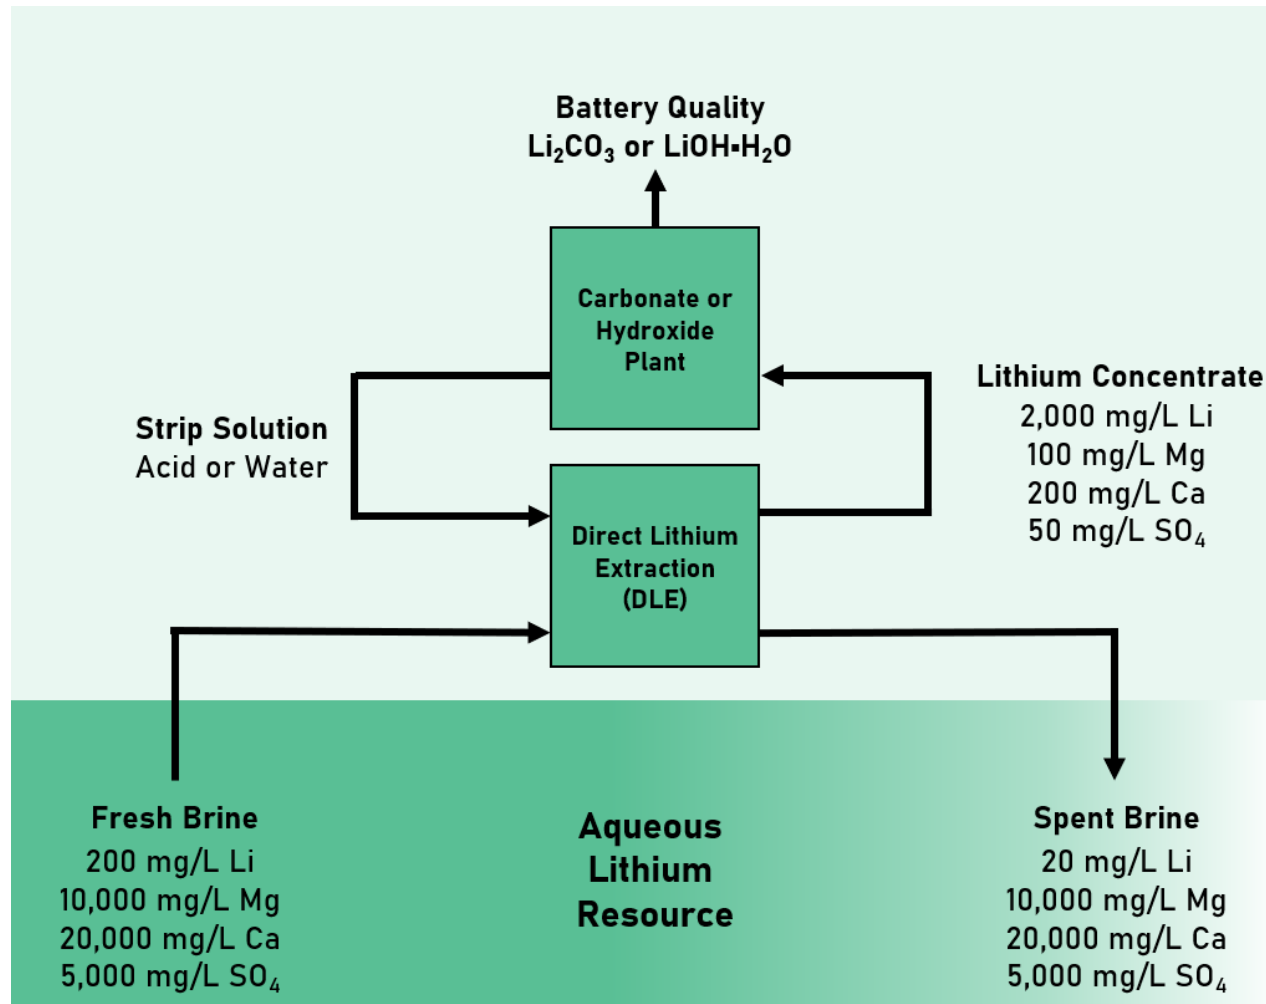 Battery Quality
Li₂CO₃ or LiOH▪H₂O
Carbonate or
Hydroxide
Plant
Lithium Concentrate
2,000 mg/L Li
100 mg/L Mg
200 mg/L Ca
50 mg/L SO₄
Strip Solution
Acid or Water
Direct Lithium
Extraction
(DLE)
Fresh Brine
200 mg/L Li
10,000 mg/L Mg
20,000 mg/L Ca
5,000 mg/L SO₄
Aqueous
Lithium
Resource
Spent Brine
20 mg/L Li
10,000 mg/L Mg
20,000 mg/L Ca
5,000 mg/L SO₄